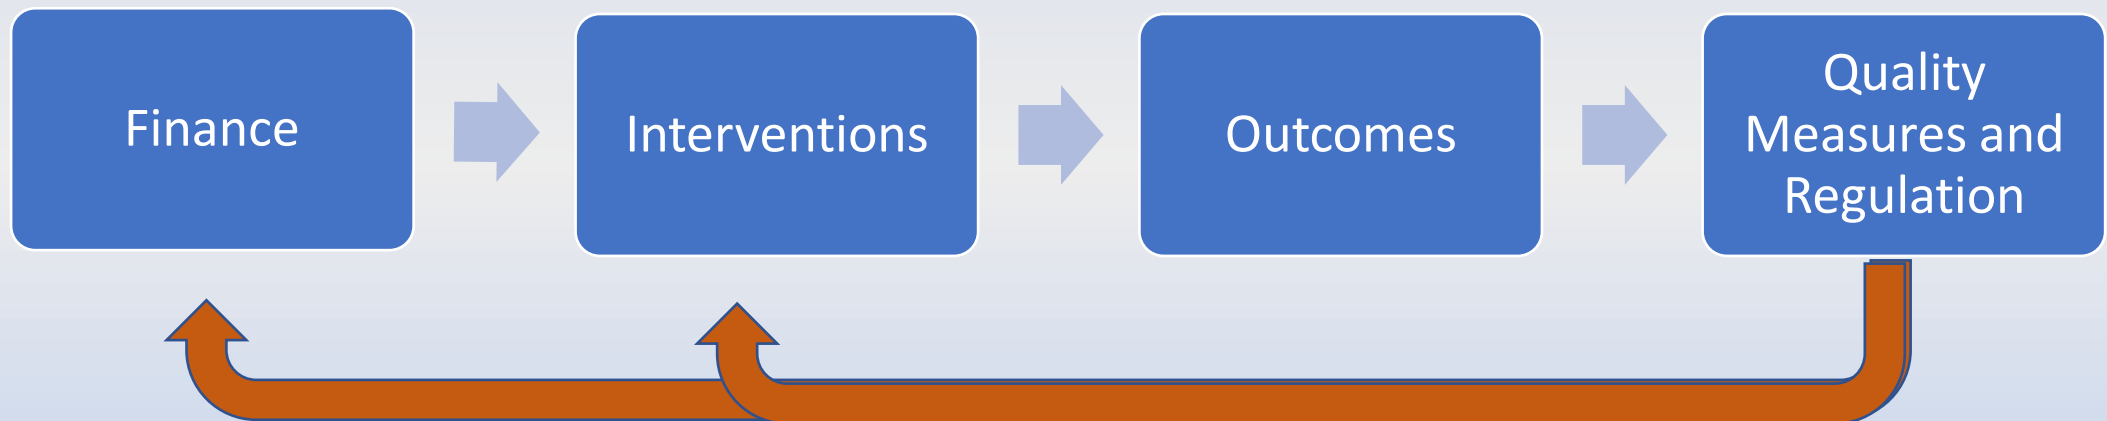 Finance
Interventions
Outcomes
Quality
Measures and
Regulation